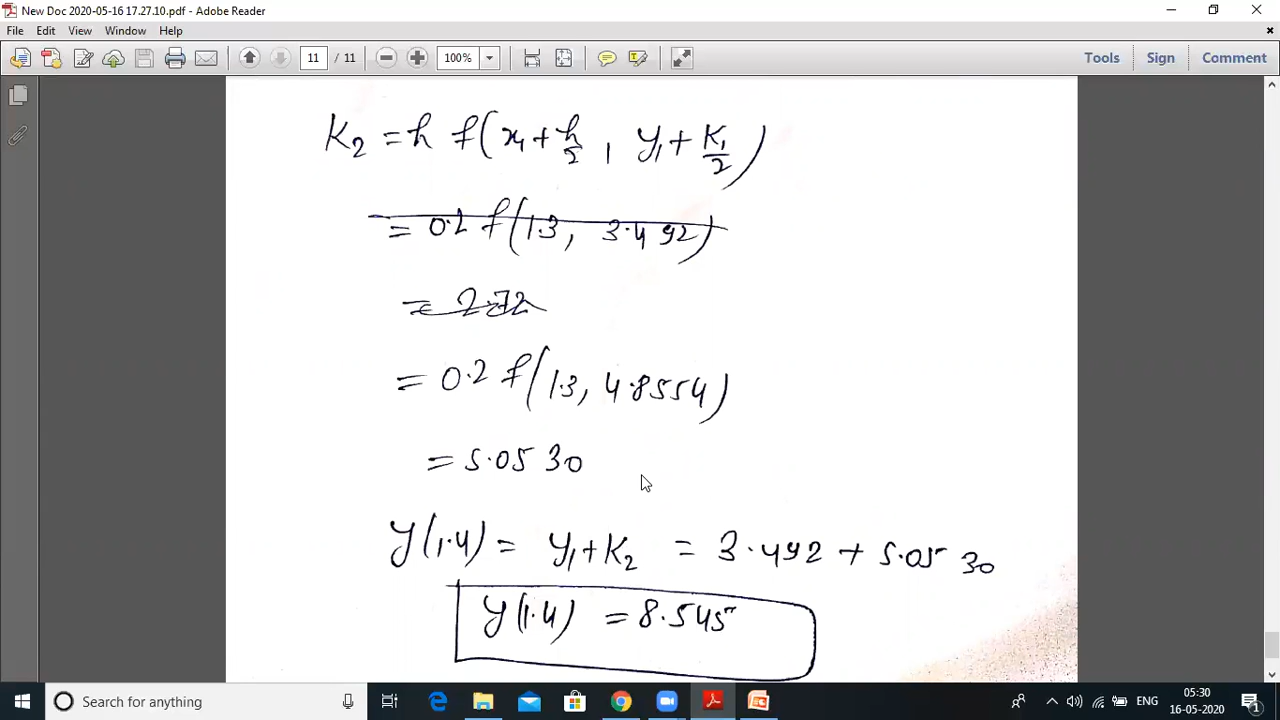 New Doc 2020-05-16 17.27.10.pdf - Adobe Reader
File Edit View Window Help
11 / 11 100% Tools Sign Comment
K₂ = h f(x₁ + h/2, y₁ + K₁/2)
= 0.2 f(1.3, 3.492)
= 2.72
= 0.2 f(1.3, 4.8554)
= 5.0530
y(1.4) = y₁ + K₂ = 3.492 + 5.0530
y(1.4) = 8.545
Search for anything
ENG
05:30
16-05-2020
1